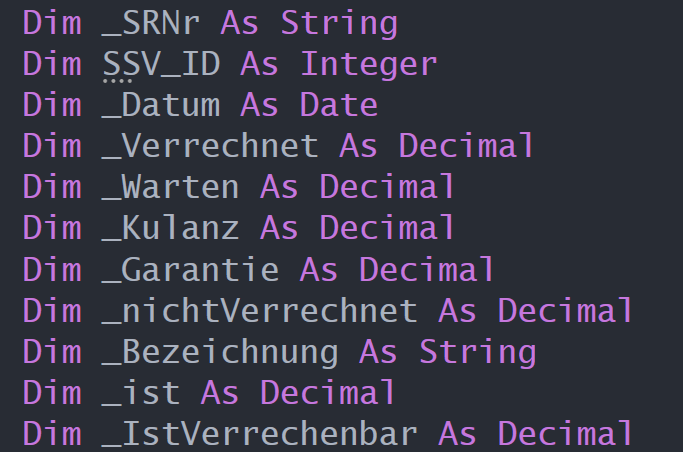 Dim _SRNr As String
Dim SSV_ID As Integer
Dim _Datum As Date
Dim _Verrechnet As Decimal
Dim _Warten As Decimal
Dim _Kulanz As Decimal
Dim _Garantie As Decimal
Dim _nichtVerrechnet As Decimal
Dim _Bezeichnung As String
Dim _ist As Decimal
Dim _IstVerrechenbar As Decimal